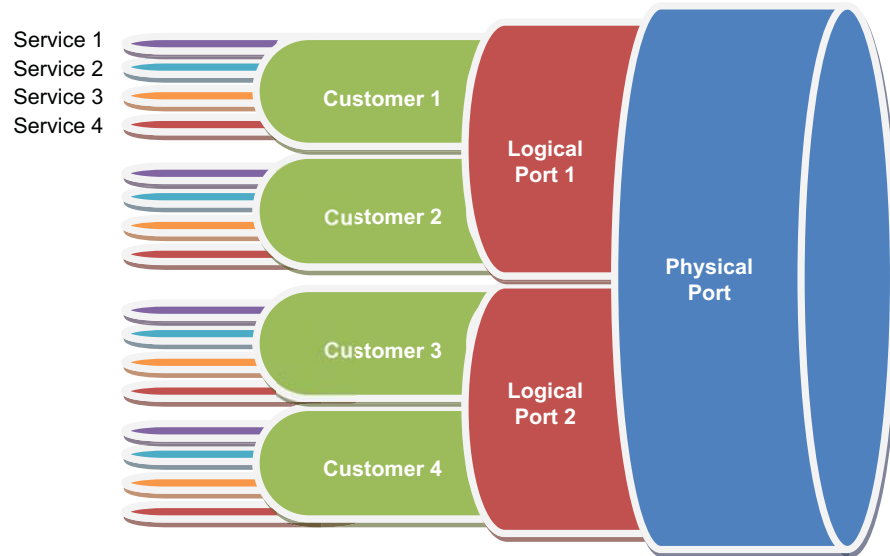 Service 1
Service 2
Service 3
Service 4
Customer 1
Customer 2
Customer 3
Customer 4
Logical
Port 1
Logical
Port 2
Physical
Port